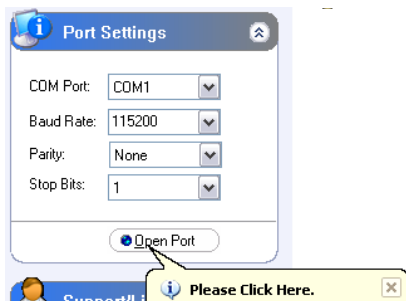 Port Settings
COM Port: COM1
Baud Rate: 115200
Parity: None
Stop Bits: 1
Open Port
Please Click Here.